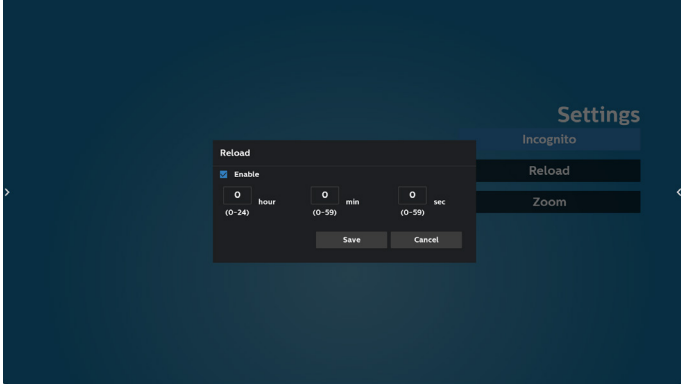 Settings
Incognito
Reload
Zoom
Reload
Enable
0 hour 0 min 0 sec
(0-24) (0-59) (0-59)
Save Cancel